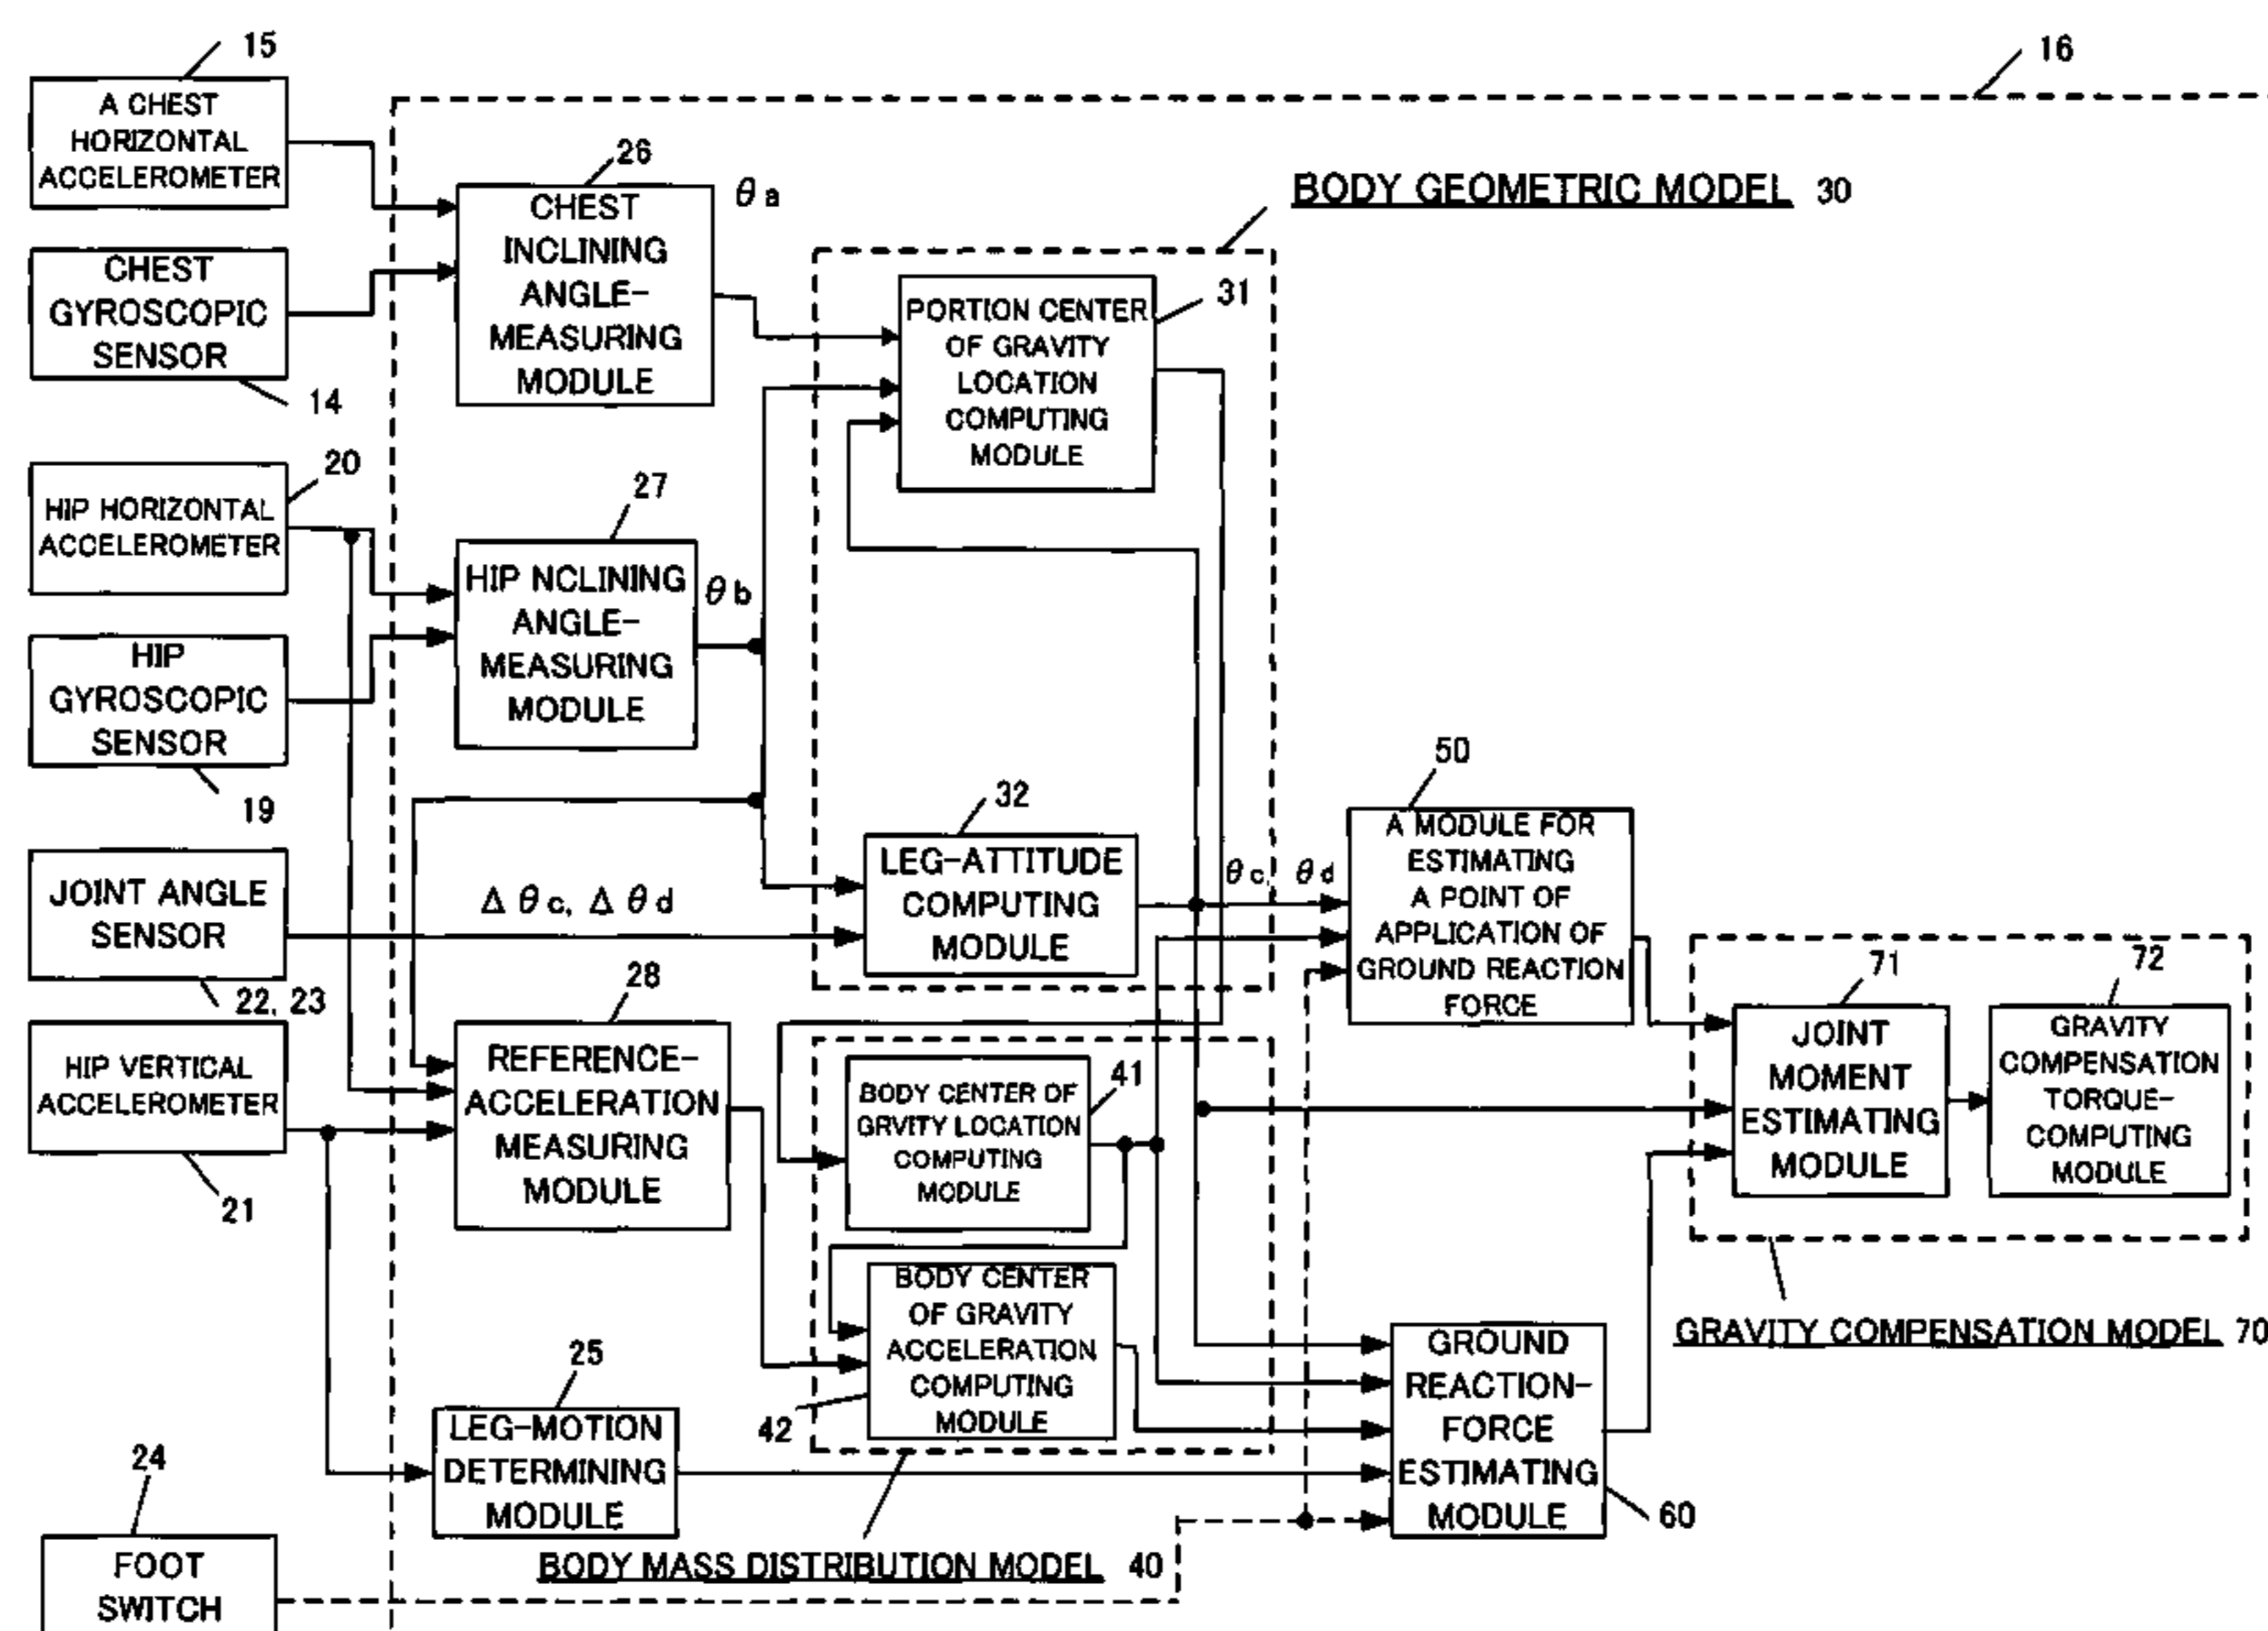 15
A CHEST
HORIZONTAL
ACCELEROMETER
CHEST
GYROSCOPIC
SENSOR
14
20
HIP HORIZONTAL
ACCELEROMETER
HIP
GYROSCOPIC
SENSOR
19
JOINT ANGLE
SENSOR
22, 23
HIP VERTICAL
ACCELEROMETER
21
24
FOOT
SWITCH
16
26
CHEST
INCLINING
ANGLE-
MEASURING
MODULE
θa
27
HIP NCLINING
ANGLE-
MEASURING
MODULE
θb
Δθc, Δθd
28
REFERENCE-
ACCELERATION
MEASURING
MODULE
25
LEG-MOTION
DETERMINING
MODULE
BODY GEOMETRIC MODEL 30
31
PORTION CENTER
OF GRAVITY
LOCATION
COMPUTING
MODULE
32
LEG-ATTITUDE
COMPUTING
MODULE
θc, θd
41
BODY CENTER OF
GRVITY LOCATION
COMPUTING
MODULE
BODY CENTER
OF GRAVITY
ACCELERATION
COMPUTING
MODULE
42
BODY MASS DISTRIBUTION MODEL 40
50
A MODULE FOR
ESTIMATING
A POINT OF
APPLICATION OF
GROUND REACTION
FORCE
GROUND
REACTION-
FORCE
ESTIMATING
MODULE
60
71
JOINT
MOMENT
ESTIMATING
MODULE
72
GRAVITY
COMPENSATION
TORQUE-
COMPUTING
MODULE
GRAVITY COMPENSATION MODEL 70